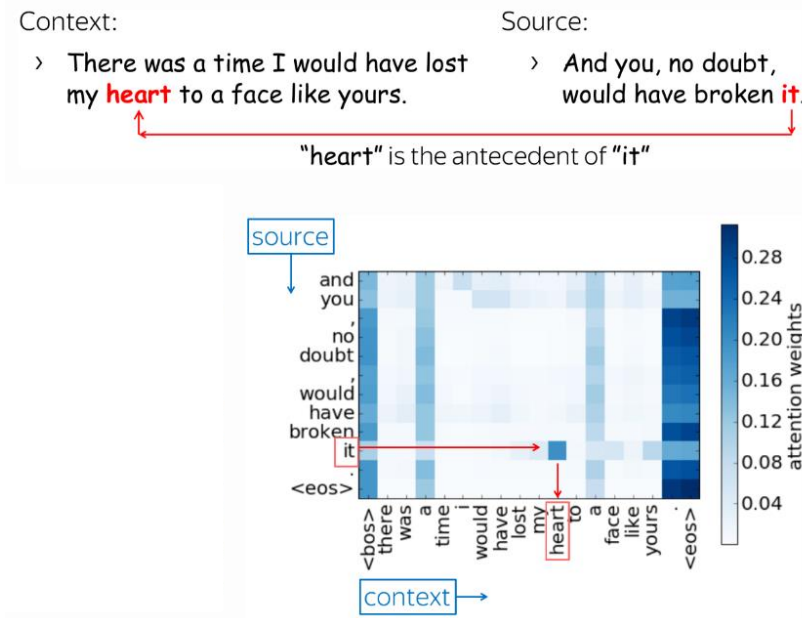 Context:
Source:
› There was a time I would have lost
my heart to a face like yours.
› And you, no doubt,
would have broken it.
"heart" is the antecedent of "it"
source
and
you
,
no
doubt
,
would
have
broken
it
.
<eos>
<bos>
there
was
a
time
i
would
have
lost
my
heart
to
a
face
like
yours
.
<eos>
context
0.28
0.24
0.20
0.16
0.12
0.08
0.04
attention weights